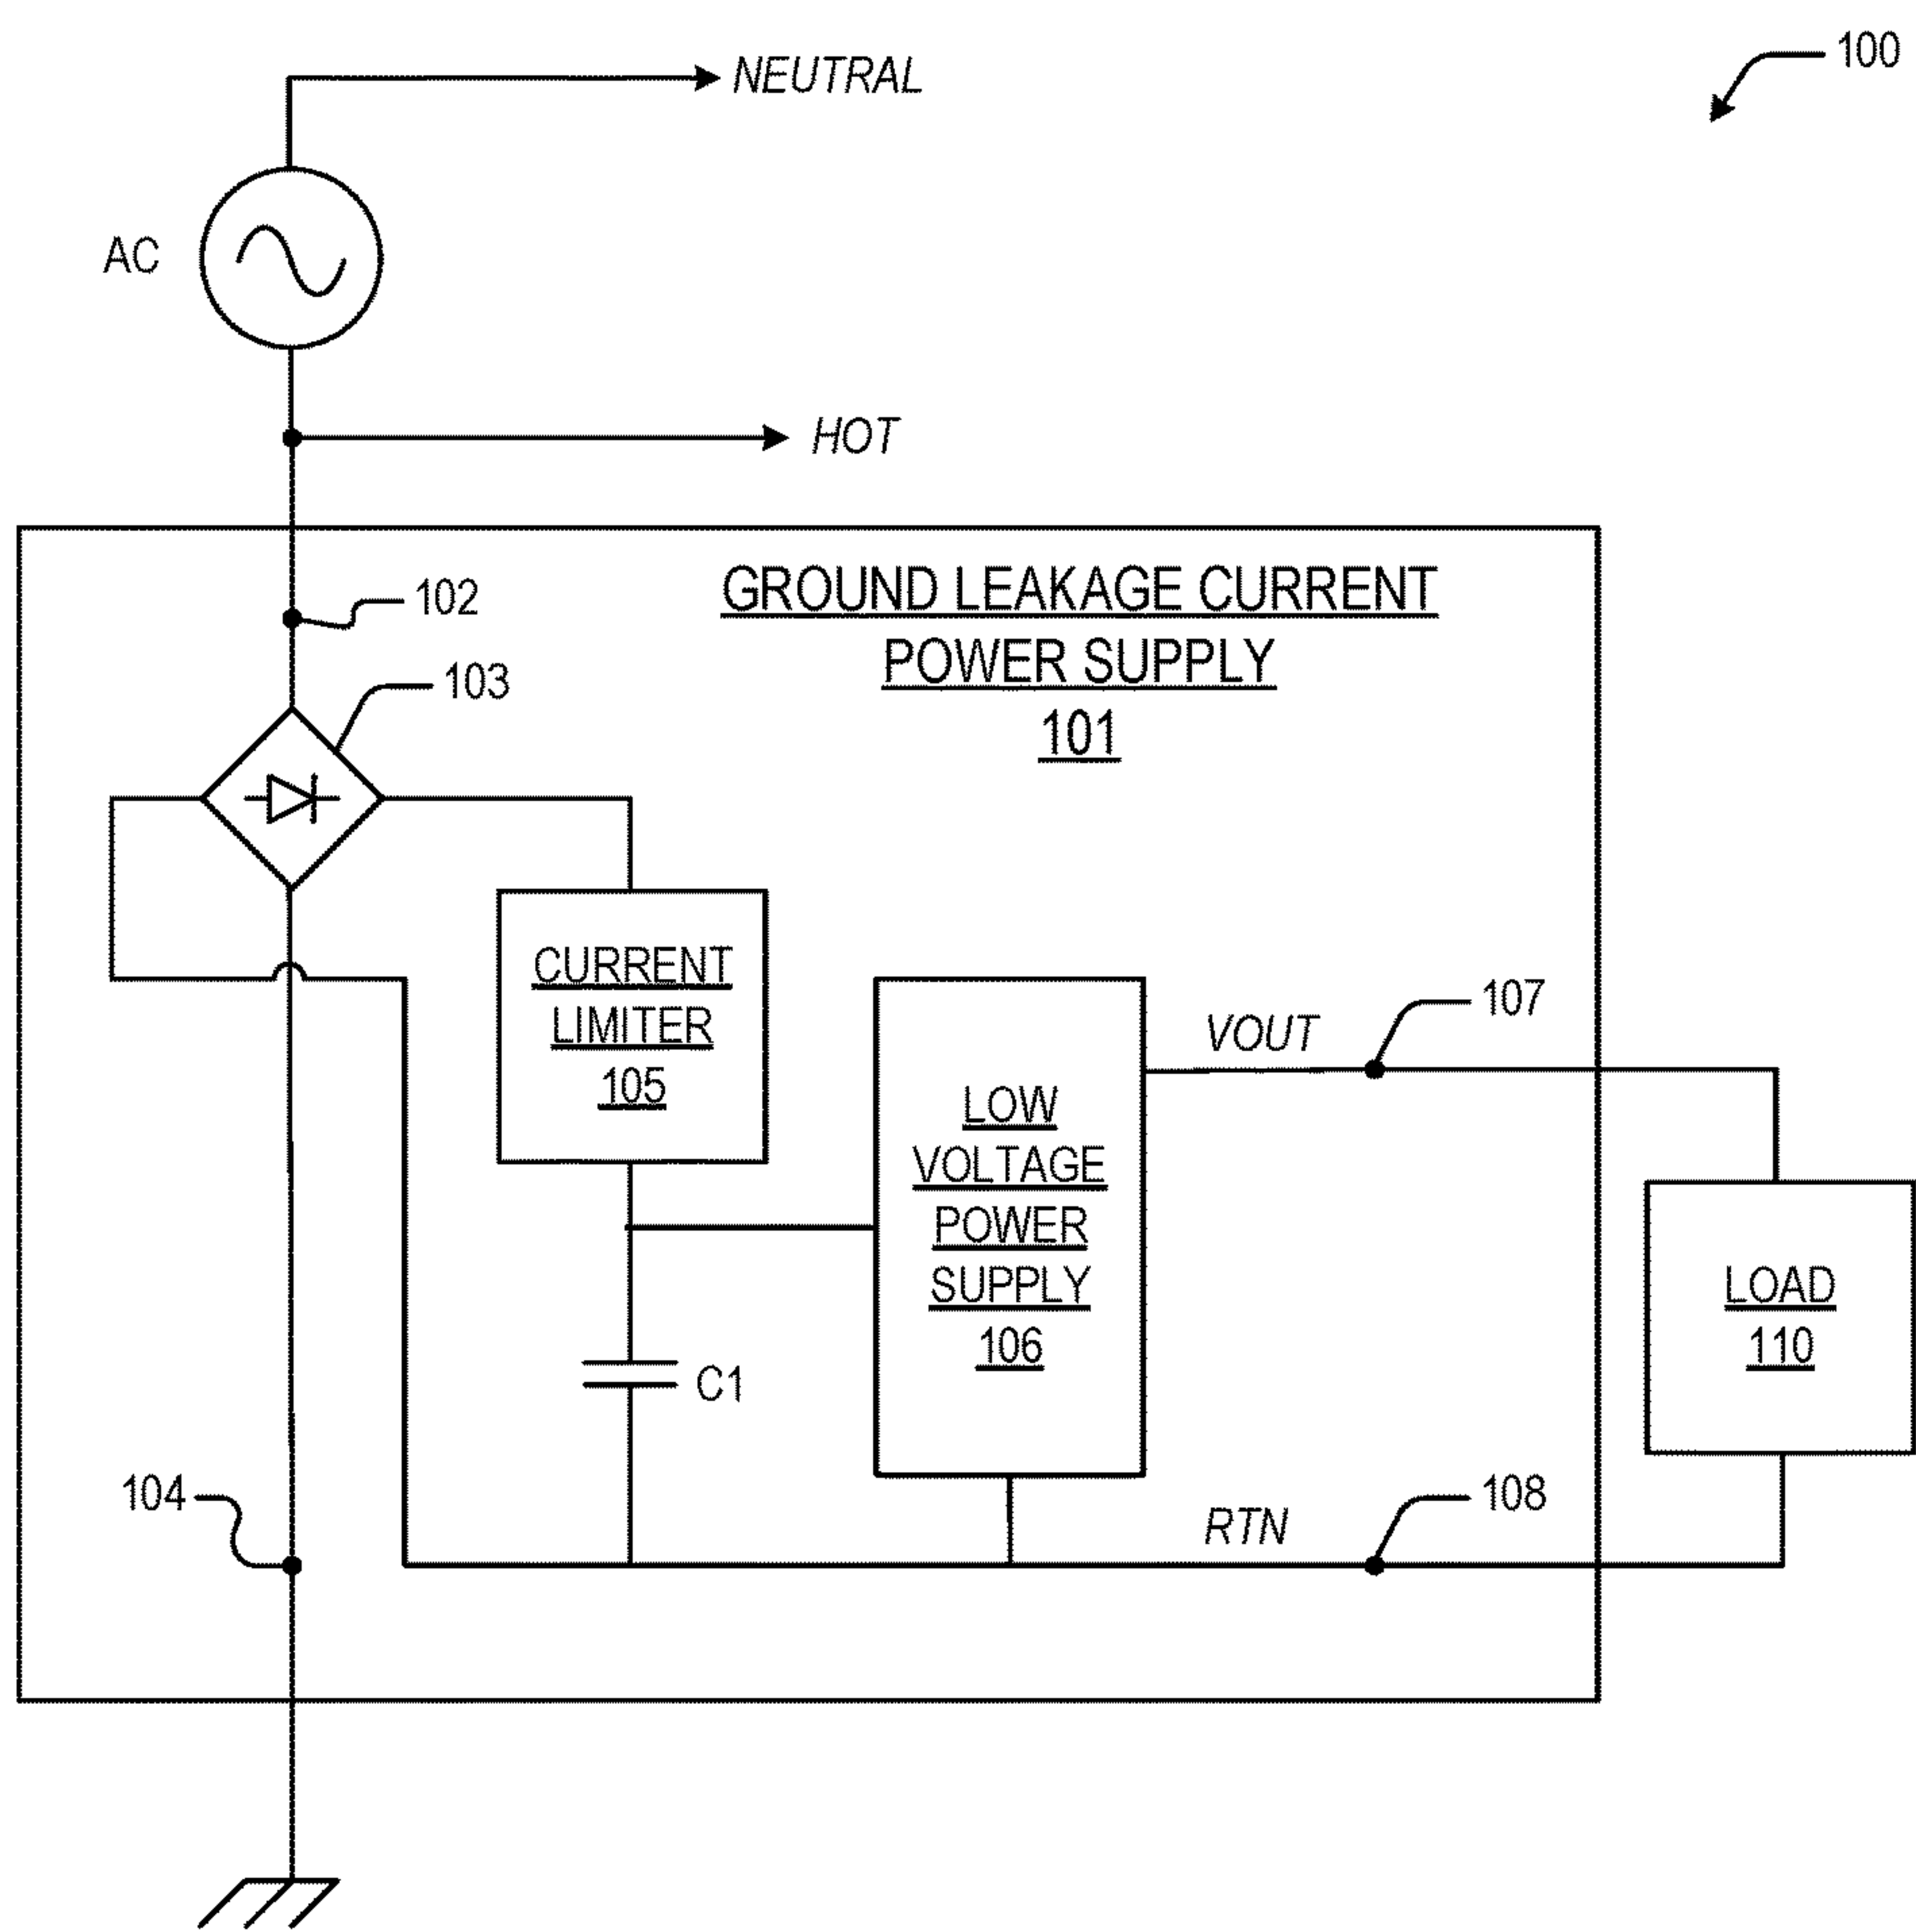 100
NEUTRAL
AC
HOT
GROUND LEAKAGE CURRENT
POWER SUPPLY
101
102
103
CURRENT
LIMITER
105
107
VOUT
LOW
VOLTAGE
POWER
SUPPLY
106
LOAD
110
C1
104
108
RTN